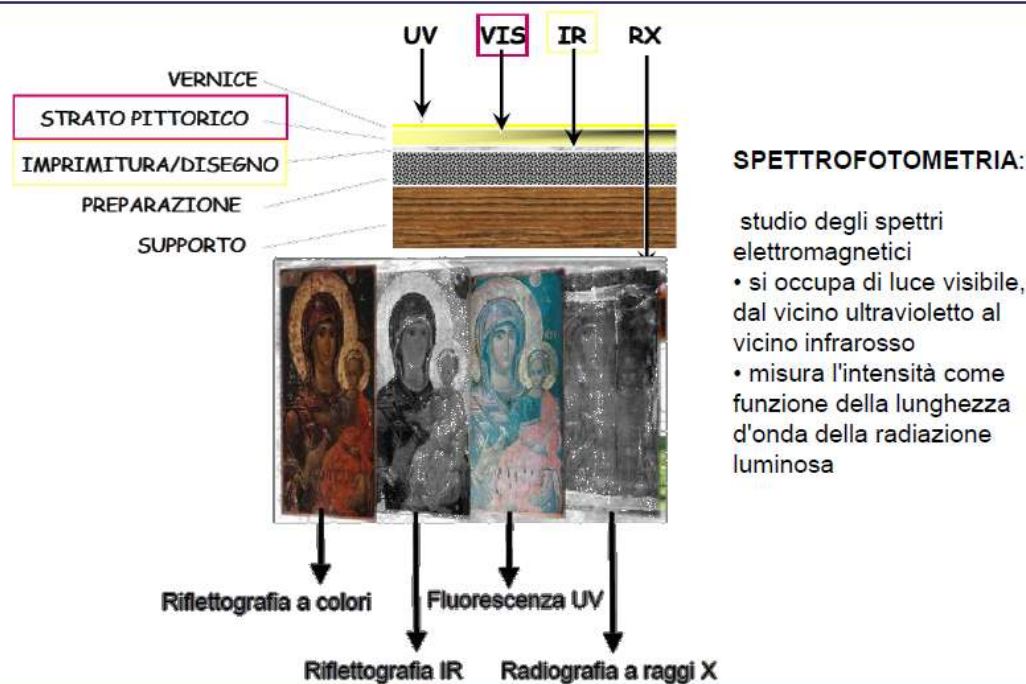 UV VIS IR RX
VERNICE
STRATO PITTORICO
IMPRIMITURA/DISEGNO
PREPARAZIONE
SUPPORTO
SPETTROFOTOMETRIA:
studio degli spettri
elettromagnetici
• si occupa di luce visibile,
dal vicino ultravioletto al
vicino infrarosso
• misura l'intensità come
funzione della lunghezza
d'onda della radiazione
luminosa
Riflettografia a colori
Fluorescenza UV
Riflettografia IR
Radiografia a raggi X